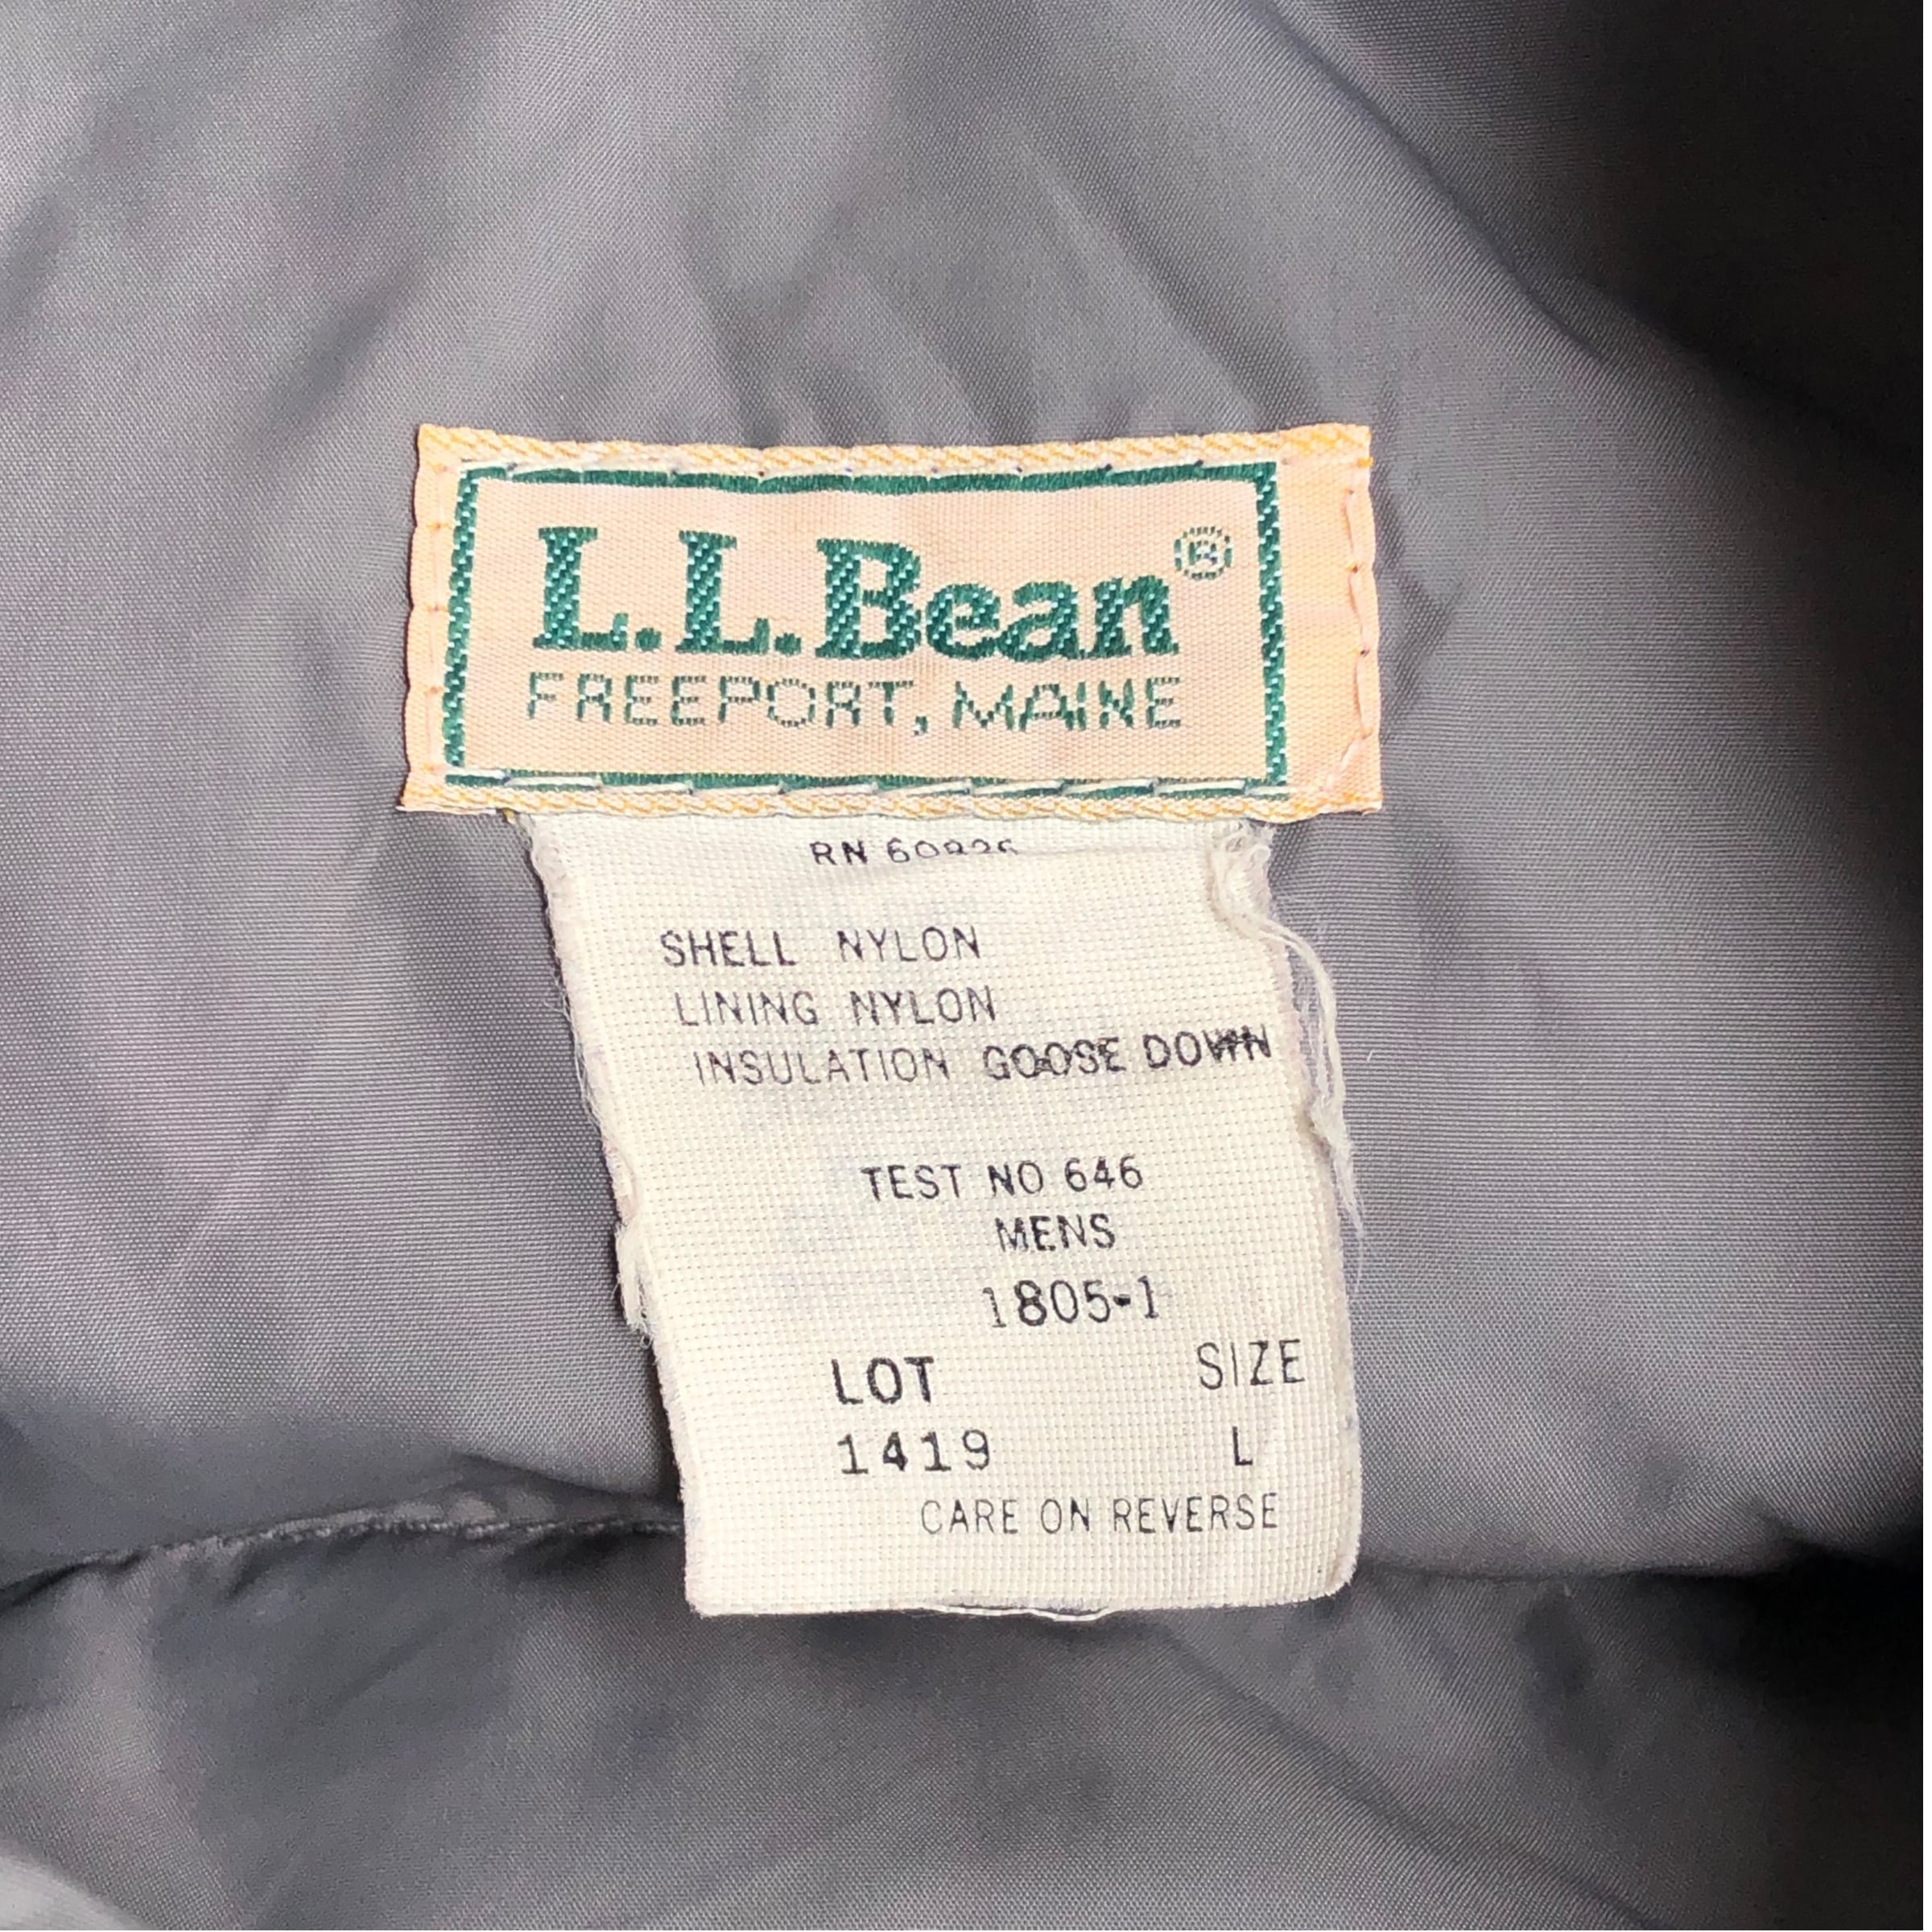 L.L.Bean®
FREEPORT, MAINE
RN
SHELL NYLON
LINING NYLON
INSULATION GOOSE DOWN
TEST NO 646
MENS
1805-1
LOT SIZE
1419 L
CARE ON REVERSE